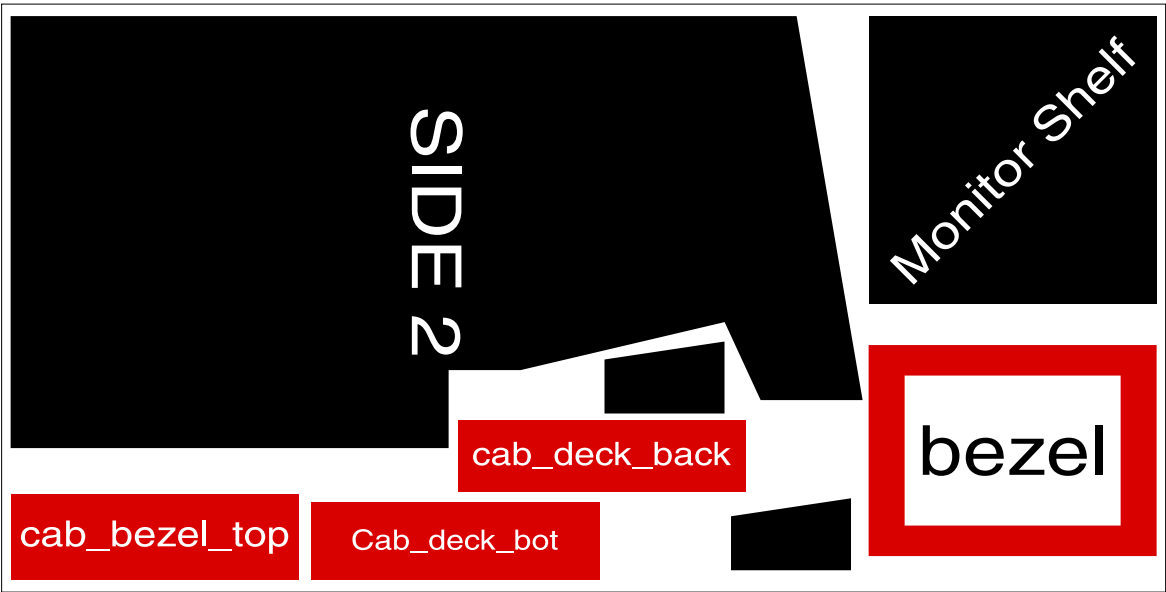 SIDE 2
Monitor Shelf
cab_deck_back
bezel
cab_bezel_top
Cab_deck_bot